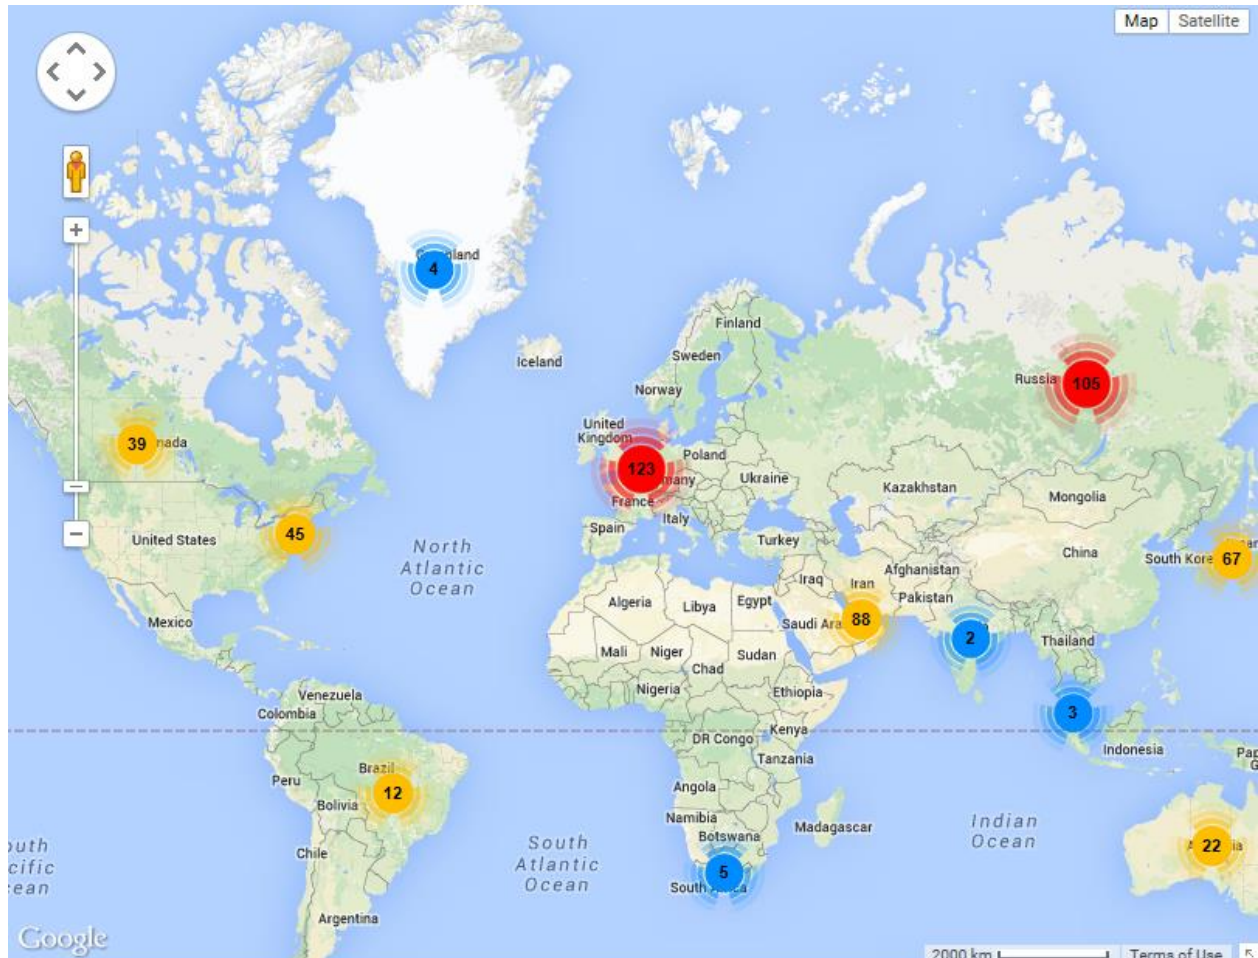 Map
Satellite
4
Finland
Iceland
Sweden
Norway
Russia
105
United
Kingdom
39
Poland
123
Ukraine
Kazakhstan
Mongolia
France
Italy
Spain
45
United States
North
Atlantic
Ocean
Turkey
China
South
67
Afghanistan
Iraq
Iran
Pakistan
Algeria
Libya
Egypt
Saudi
88
Mexico
2
Thailand
Mali
Niger
Chad
Sudan
Nigeria
Ethiopia
Venezuela
Colombia
3
Kenya
DR Congo
Indonesia
Tanzania
Brazil
Peru
12
Angola
Bolivia
Namibia
Botswana
Madagascar
Indian
Ocean
22
Chile
South
Atlantic
Ocean
5
South
Argentina
Google
2000 km
Terms of Use